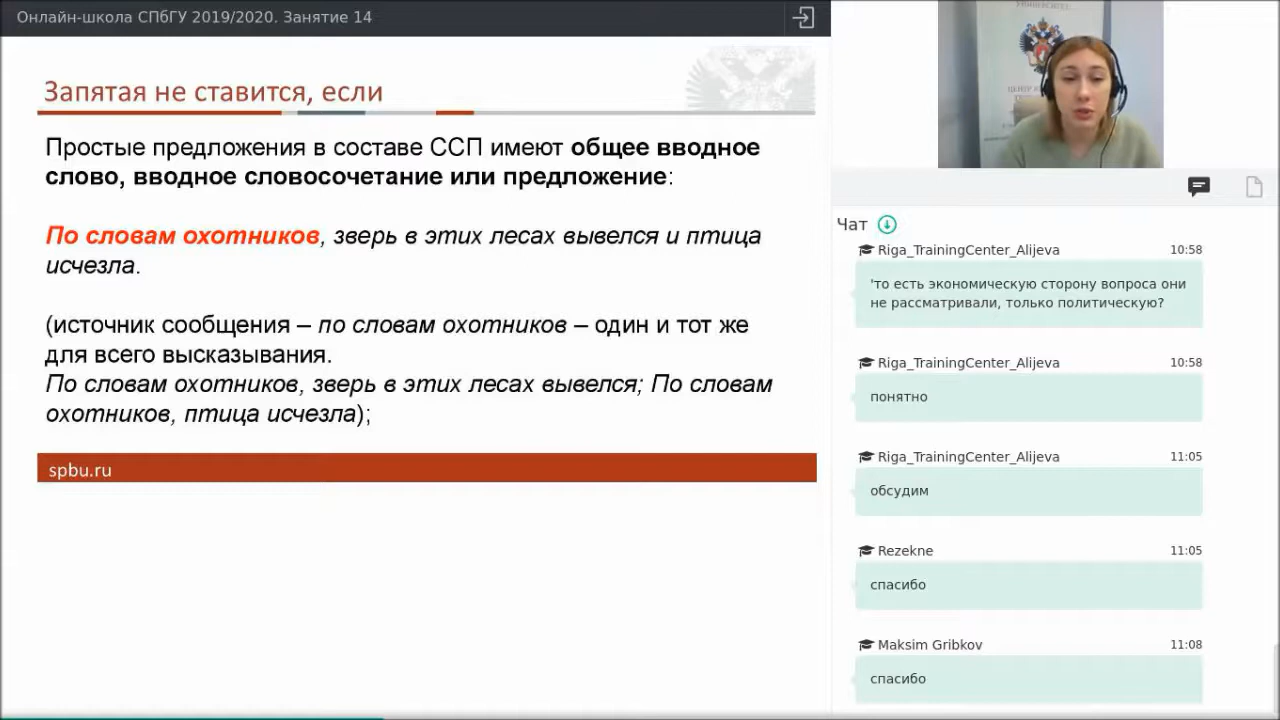 Онлайн-школа СПбГУ 2019/2020. Занятие 14
Запятая не ставится, если
Простые предложения в составе ССП имеют общее вводное
слово, вводное словосочетание или предложение:
По словам охотников, зверь в этих лесах вывелся и птица
исчезла.
(источник сообщения – по словам охотников – один и тот же
для всего высказывания.
По словам охотников, зверь в этих лесах вывелся; По словам
охотников, птица исчезла);
spbu.ru
Чат
Riga_TrainingCenter_Alijeva 10:58
'то есть экономическую сторону вопроса они
не рассматривали, только политическую?
Riga_TrainingCenter_Alijeva 10:58
понятно
Riga_TrainingCenter_Alijeva 11:05
обсудим
Rezekne 11:05
спасибо
Maksim Gribkov 11:08
спасибо